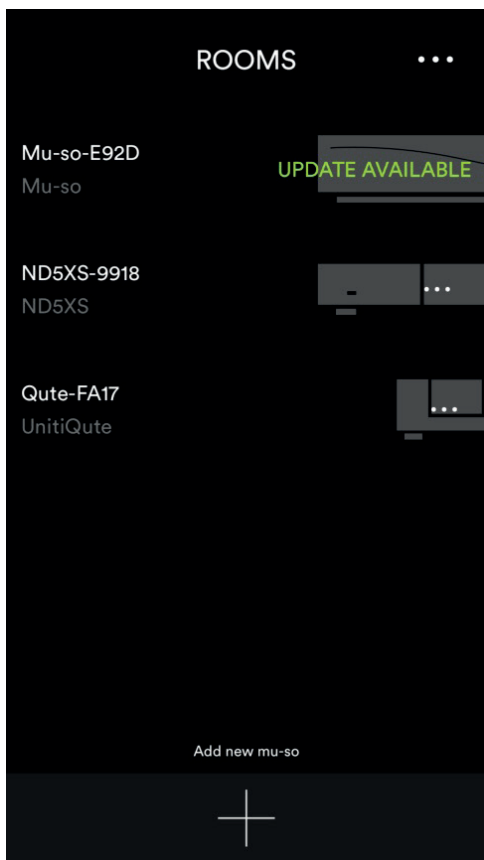 ROOMS
Mu-so-E92D
Mu-so
UPDATE AVAILABLE
ND5XS-9918
ND5XS
Qute-FA17
UnitiQute
Add new mu-so